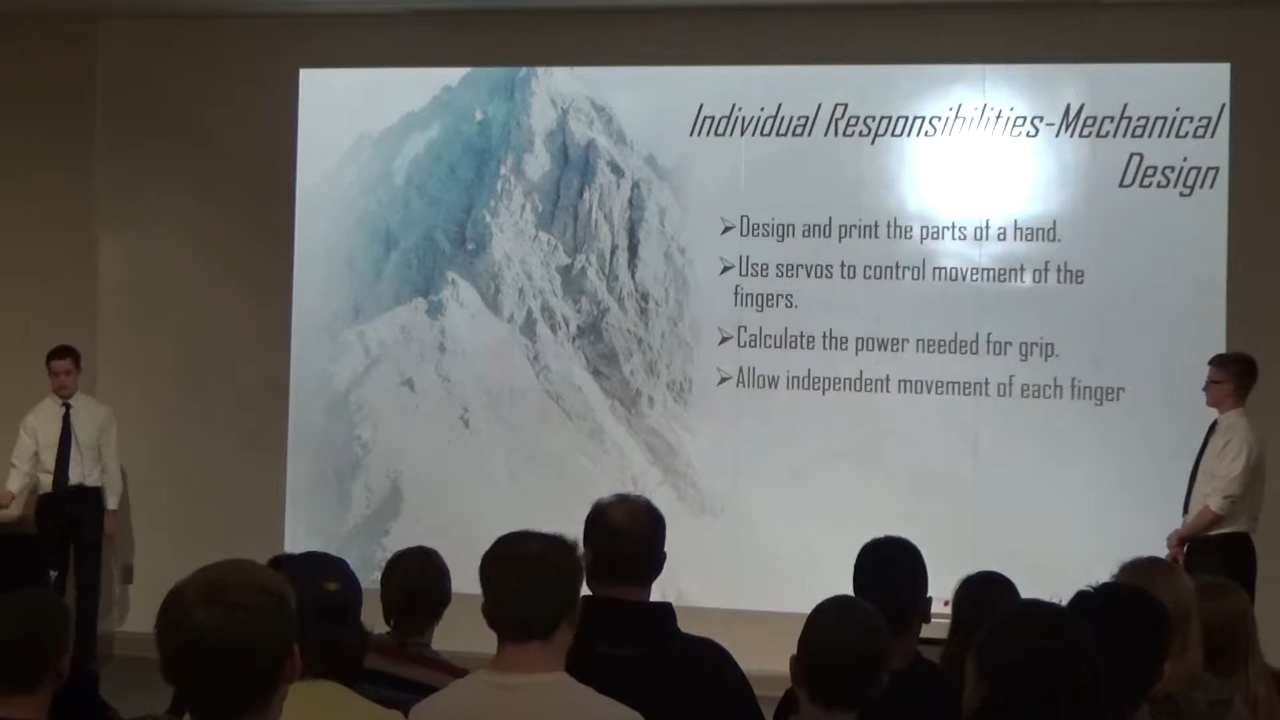 Individual Responsibilities-Mechanical
Design
➢Design and print the parts of a hand.
➢Use servos to control movement of the
fingers.
➢Calculate the power needed for grip.
➢Allow independent movement of each finger